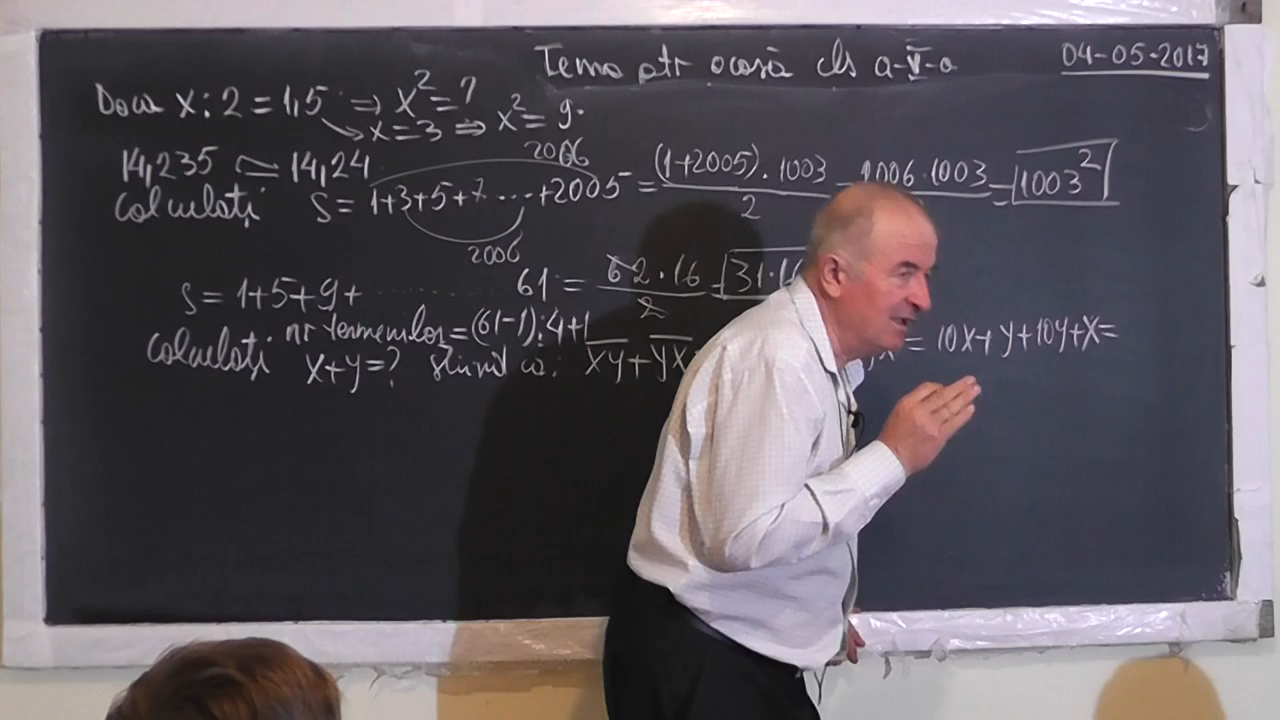 Temă ptr acasă cls a-V-a 04-05-2017
Dacă x:2=1,5 ⇒ x²=?
↘ x=3 ⇒ x²=9.
14,235 ≃ 14,24
2006
Calculați S=1+3+5+7...+2005 = (1+2005)·1003/2 = 2006·1003 = 1003²
2006
S=1+5+9+........61 = 62·16/2 = 31·16
nr termenilor=(61-1):4+1
Calculați x+y=? știind că: xy+yx = 10x+y+10y+x=